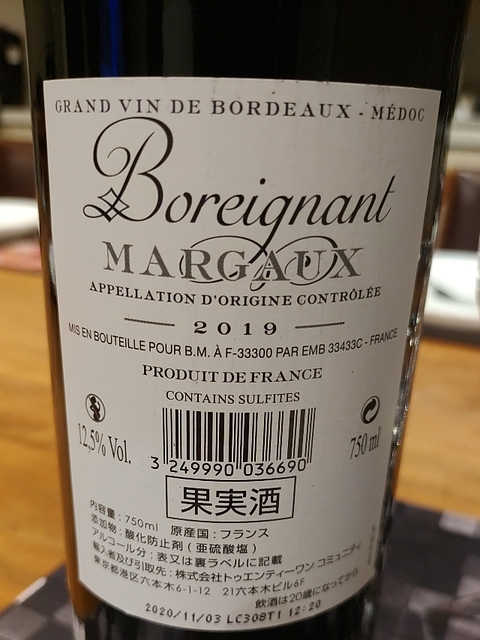 GRAND VIN DE BORDEAUX - MÉDOC
Boreignant
MARGAUX
APPELLATION D'ORIGINE CONTRÔLÉE
2019
MIS EN BOUTEILLE POUR B.M. À F-33300 PAR EMB 33433C - FRANCE
PRODUIT DE FRANCE
CONTAINS SULFITES
12,5% Vol.
750 ml
3 249990 036690
果実酒
内容量：750ml 原産国：フランス
添加物：酸化防止剤（亜硫酸塩）
アルコール分：表又は裏ラベルに記載
輸入者及び引取先：株式会社トゥエンティーワン コミュニティ
東京都港区六本木6-1-12 21六本木ビル6F
飲酒は20歳になってから
2020/11/03 LC308T1 12:20